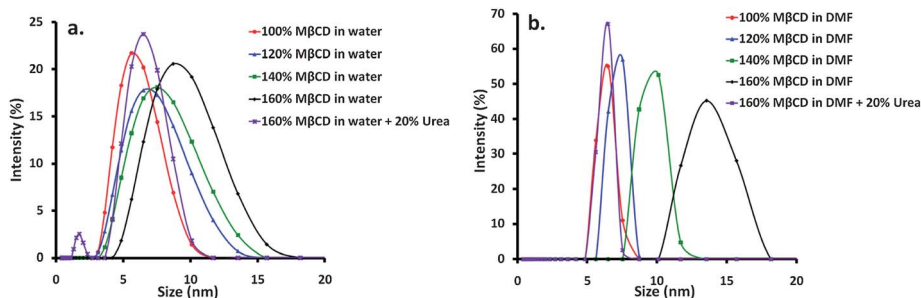 a.
100% MβCD in water
120% MβCD in water
140% MβCD in water
160% MβCD in water
160% MβCD in water + 20% Urea
Intensity (%)
25
20
15
10
5
0
0 5 10 15 20
Size (nm)
b.
100% MβCD in DMF
120% MβCD in DMF
140% MβCD in DMF
160% MβCD in DMF
160% MβCD in DMF + 20% Urea
Intensity (%)
70
60
50
40
30
20
10
0
0 5 10 15 20
Size (nm)